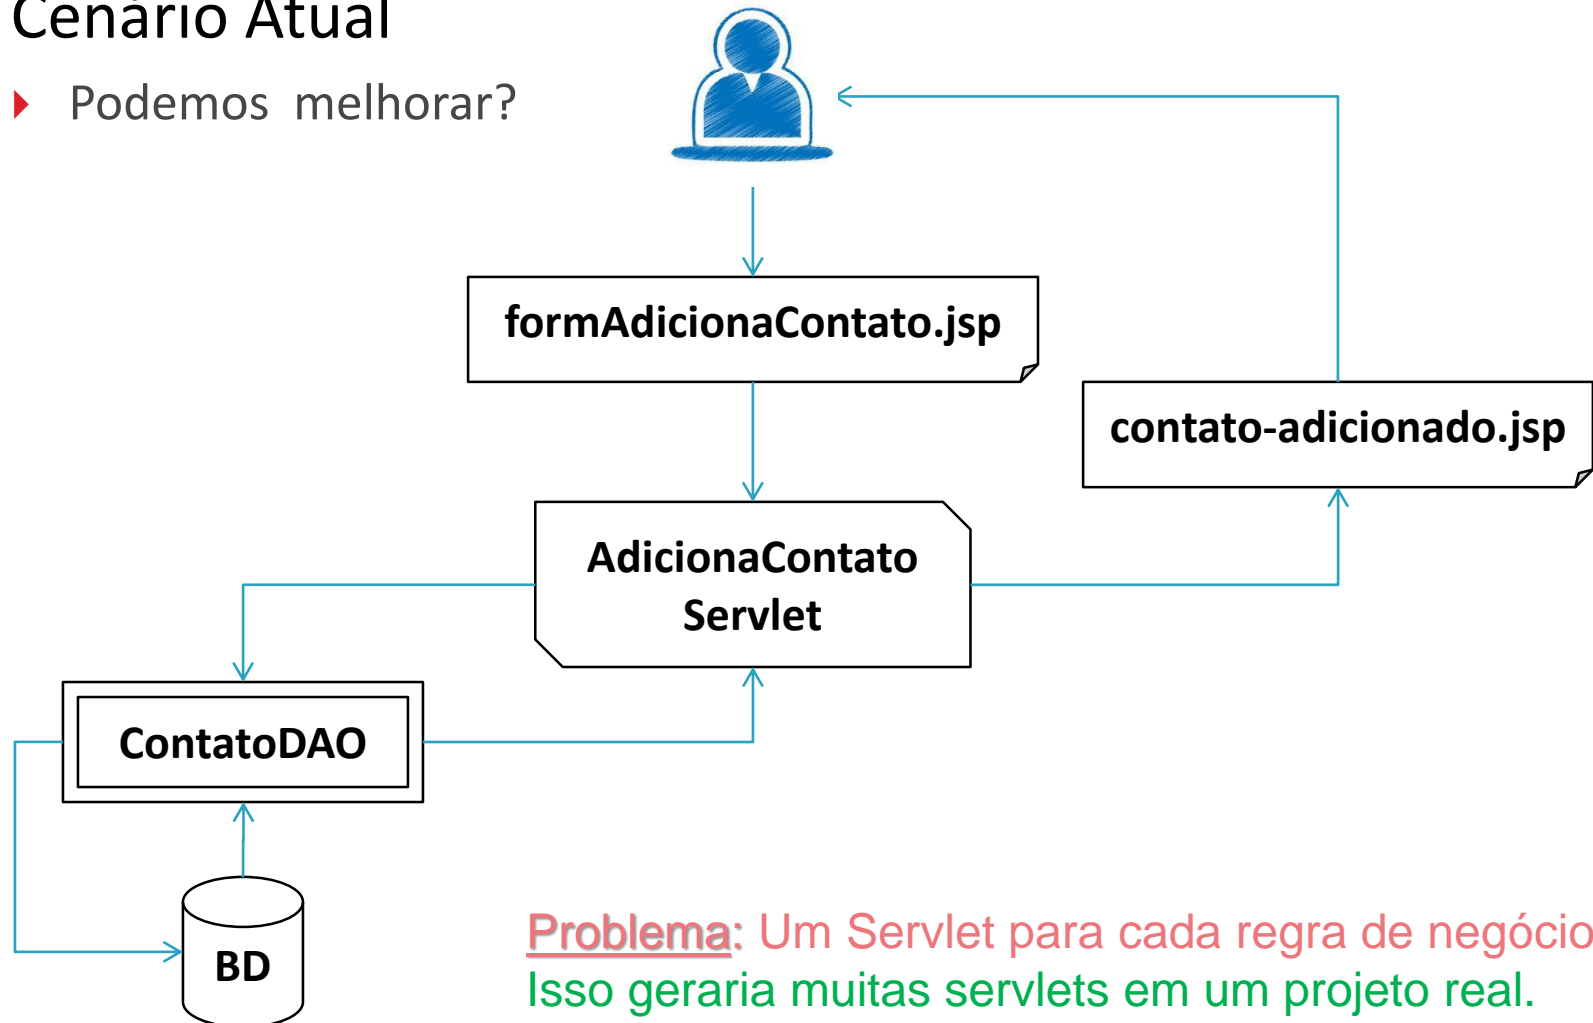 Cenário Atual
Podemos melhorar?
formAdicionaContato.jsp
contato-adicionado.jsp
AdicionaContato
Servlet
ContatoDAO
BD
Problema: Um Servlet para cada regra de negócio
Isso geraria muitas servlets em um projeto real.